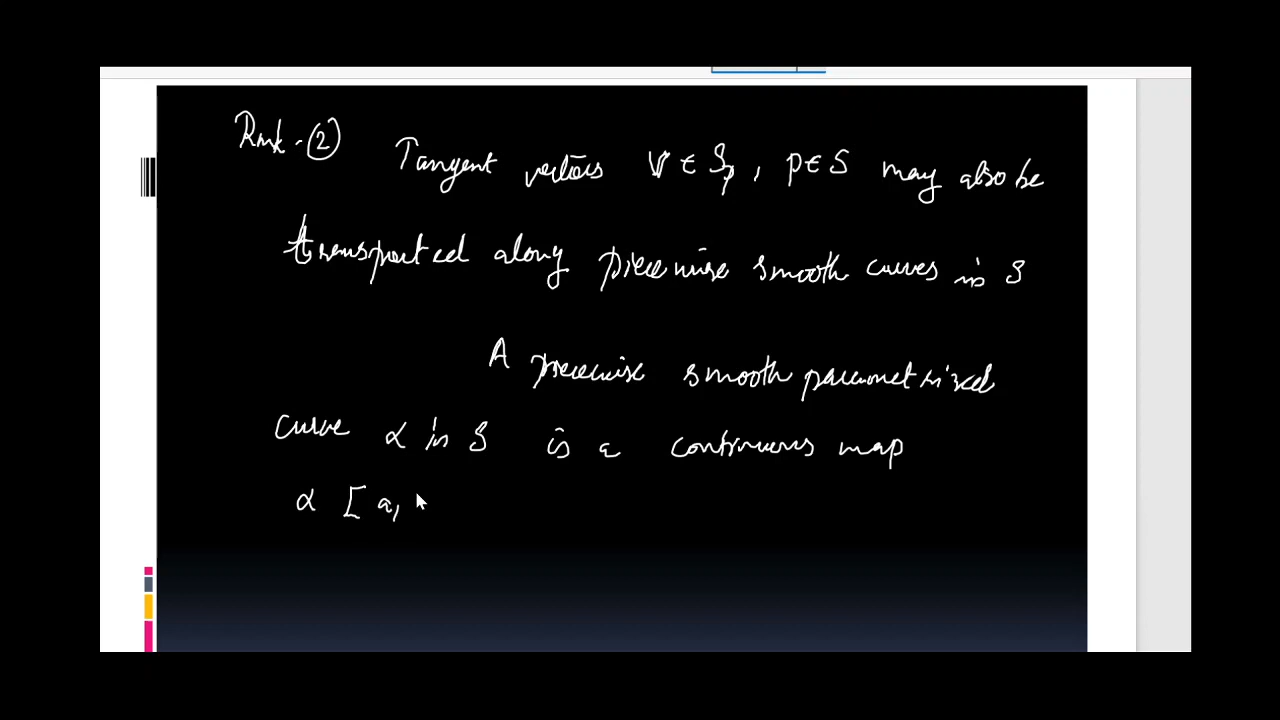 Rmk - ② Tangent vectors 𝕍 ∈ Sₚ, p ∈ S may also be
transported along piecewise smooth curves in S
A piecewise smooth parametrized
curve α in S is a continuous map
α [a,